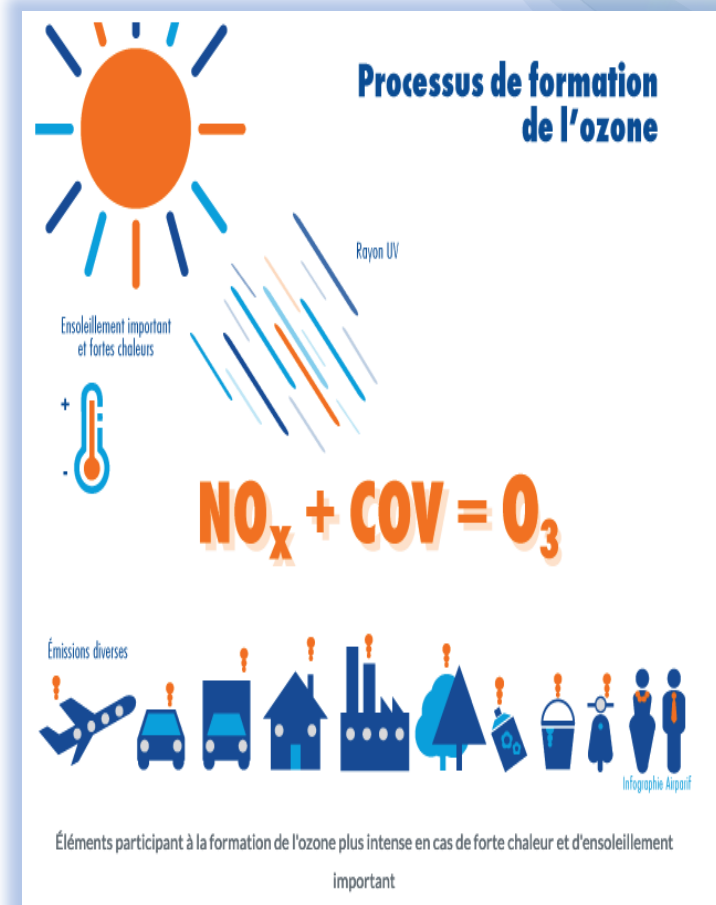 Processus de formation
de l'ozone
Rayon UV
Ensoleillement important
et fortes chaleurs
+
-
NOₓ + COV = O₃
Émissions diverses
Infographie Airparif
Éléments participant à la formation de l'ozone plus intense en cas de forte chaleur et d'ensoleillement
important